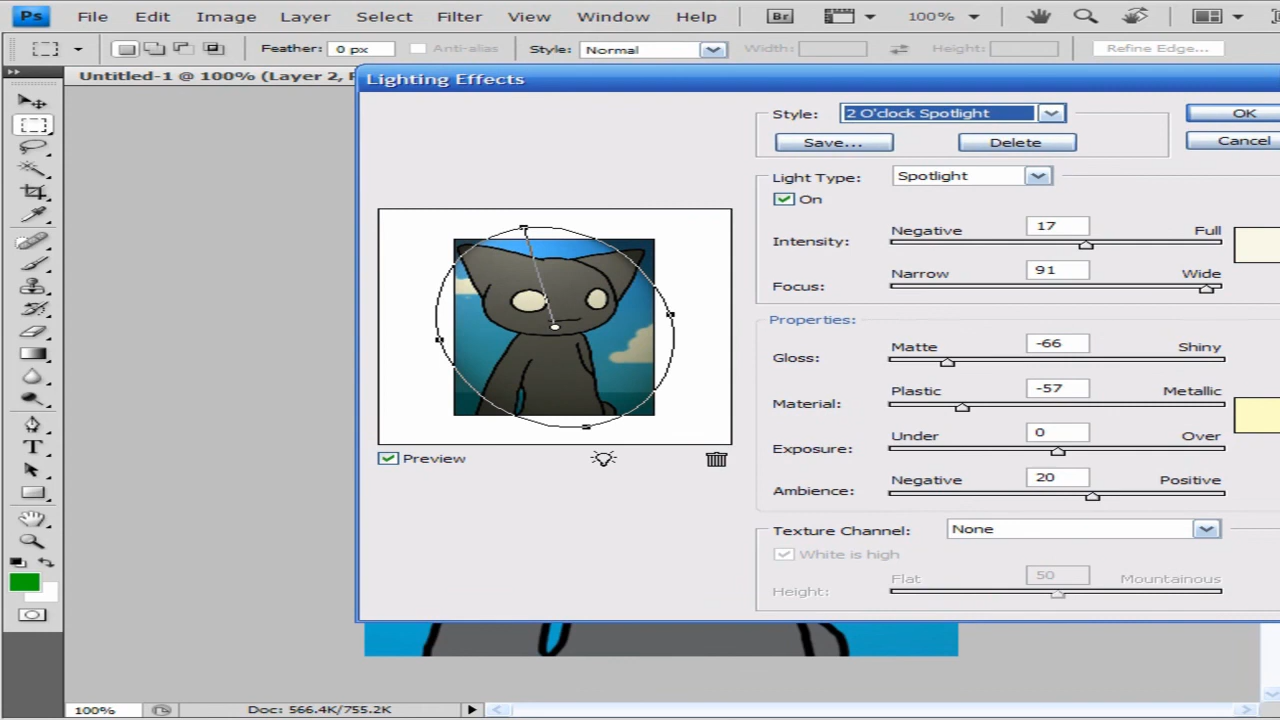 Ps File Edit Image Layer Select Filter View Window Help Br 100%
Feather: 0 px Anti-alias Style: Normal Width: Height: Refine Edge...
Untitled-1 @ 100% (Layer 2,
Lighting Effects
Style: 2 O'clock Spotlight OK
Save... Delete Cancel
Light Type: Spotlight
On
Negative 17 Full
Intensity:
Narrow 91 Wide
Focus:
Properties:
Matte -66 Shiny
Gloss:
Plastic -57 Metallic
Material:
Under 0 Over
Exposure:
Negative 20 Positive
Ambience:
Preview
Texture Channel: None
White is high
Flat 50 Mountainous
Height:
T
100% Doc: 566.4K/755.2K